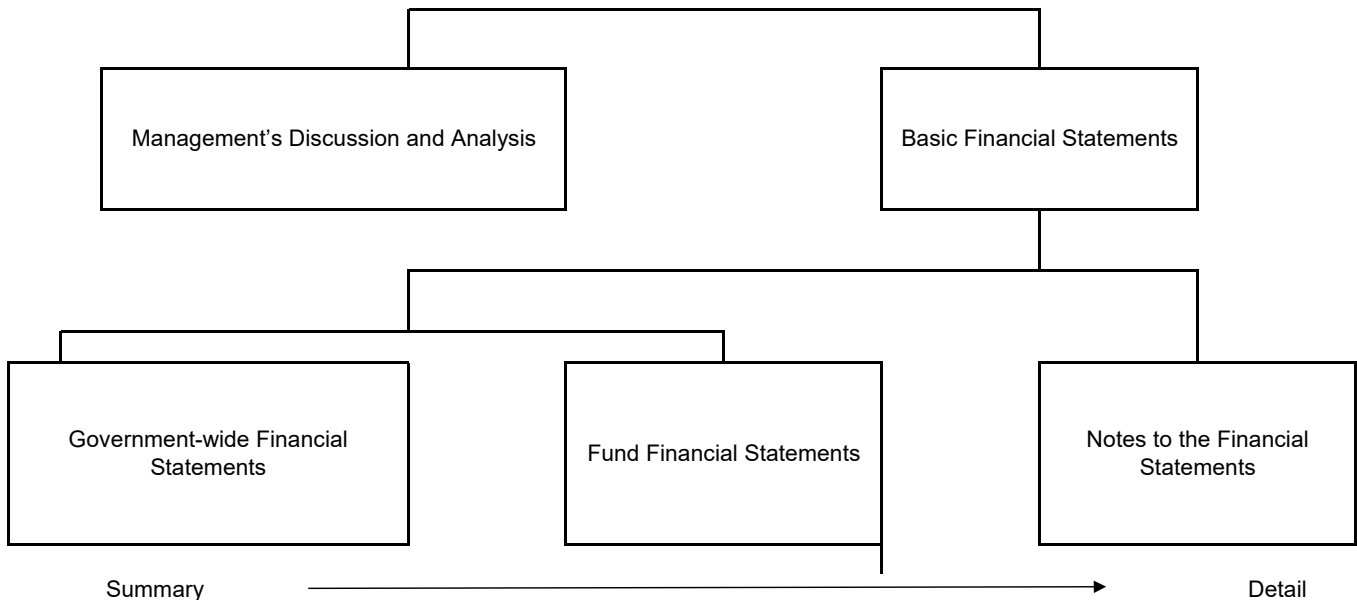 Management’s Discussion and Analysis
Basic Financial Statements
Government-wide Financial
Statements
Fund Financial Statements
Notes to the Financial
Statements
Summary
Detail